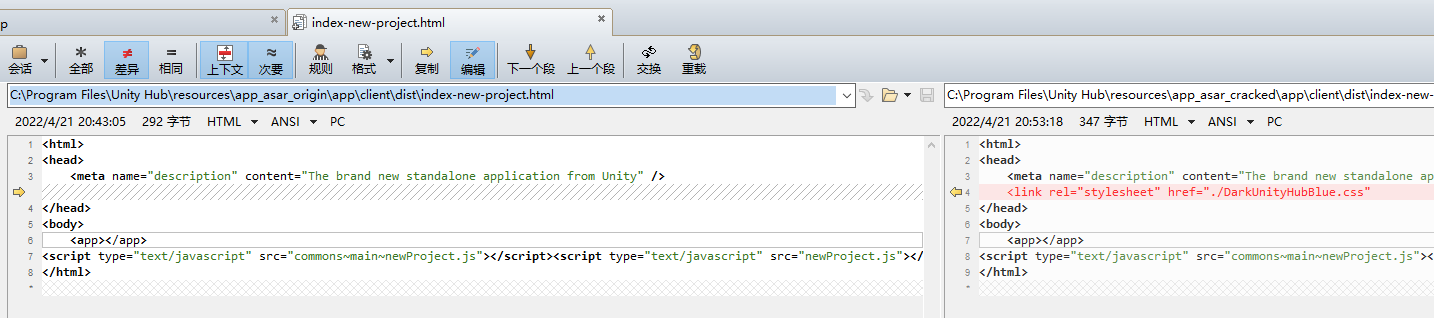 p
index-new-project.html
会话 全部 差异 相同 上下文 次要 规则 格式 复制 编辑 下一个段 上一个段 交换 重载
C:\Program Files\Unity Hub\resources\app_asar_origin\app\client\dist\index-new-project.html
2022/4/21 20:43:05 292 字节 HTML ANSI PC
1 <html>
2 <head>
3 <meta name="description" content="The brand new standalone application from Unity" />
4 </head>
5 <body>
6 <app></app>
7 <script type="text/javascript" src="commons~main~newProject.js"></script><script type="text/javascript" src="newProject.js"></
8 </html>
C:\Program Files\Unity Hub\resources\app_asar_cracked\app\client\dist\index-new-
2022/4/21 20:53:18 347 字节 HTML ANSI PC
1 <html>
2 <head>
3 <meta name="description" content="The brand new standalone ap
4 <link rel="stylesheet" href="./DarkUnityHubBlue.css"
5 </head>
6 <body>
7 <app></app>
8 <script type="text/javascript" src="commons~main~newProject.js"><
9 </html>